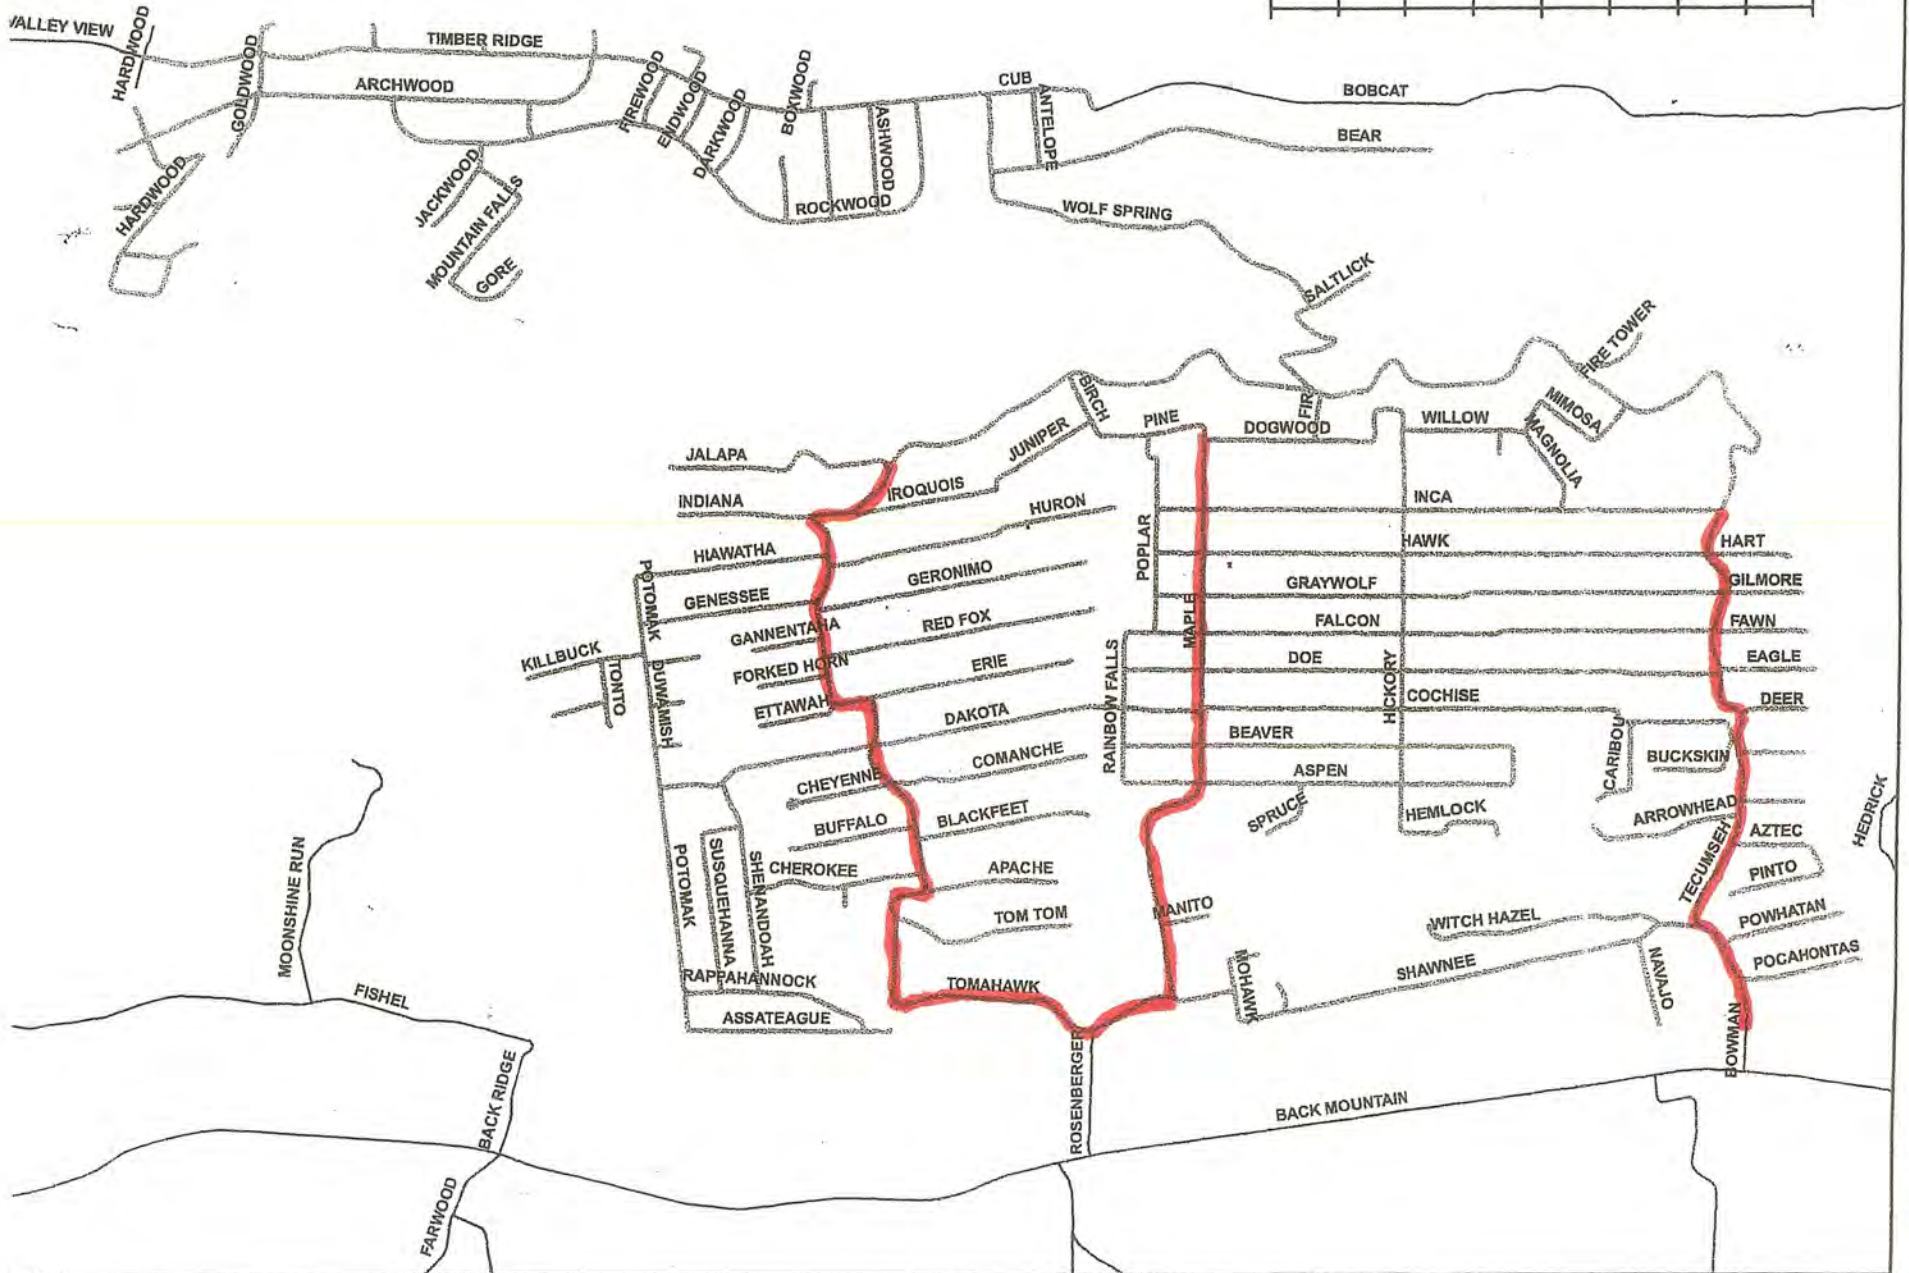 VALLEY VIEW
HARDWOOD
GOLDWOOD
TIMBER RIDGE
ARCHWOOD
FIREWOOD
ENDWOOD
DARKWOOD
BOXWOOD
ASHWOOD
CUB
ANTELOPE
BOBCAT
BEAR
HARDWOOD
JACKWOOD
MOUNTAIN FALLS
GORE
ROCKWOOD
WOLF SPRING
SALTLICK
FIRE TOWER
BIRCH
PINE
FIR
DOGWOOD
WILLOW
MIMOSA
MAGNOLIA
JALAPA
JUNIPER
INDIANA
IROQUOIS
HURON
INCA
POPLAR
HIAWATHA
HAWK
HART
POTOMAK
GENESSEE
GERONIMO
GRAYWOLF
GILMORE
GANNENTAHA
RED FOX
MAPLE
FALCON
FAWN
KILLBUCK
TONTO
DUWAMISH
FORKED HORN
ERIE
RAINBOW FALLS
DOE
HICKORY
EAGLE
ETTAWAH
DAKOTA
COCHISE
DEER
BEAVER
CARIBOU
BUCKSKIN
CHEYENNE
COMANCHE
ASPEN
SPRUCE
HEMLOCK
ARROWHEAD
HEDRICK
BUFFALO
BLACKFEET
AZTEC
TECUMSEH
PINTO
MOONSHINE RUN
POTOMAK
SUSQUEHANNA
SHENANDOAH
CHEROKEE
APACHE
TOM TOM
MANITO
WITCH HAZEL
POWHATAN
POCAHONTAS
RAPPAHANNOCK
TOMAHAWK
MOHAWK
SHAWNEE
NAVAJO
FISHEL
ASSATEAGUE
BOWMAN
BACK RIDGE
ROSENBERGER
BACK MOUNTAIN
FARWOOD